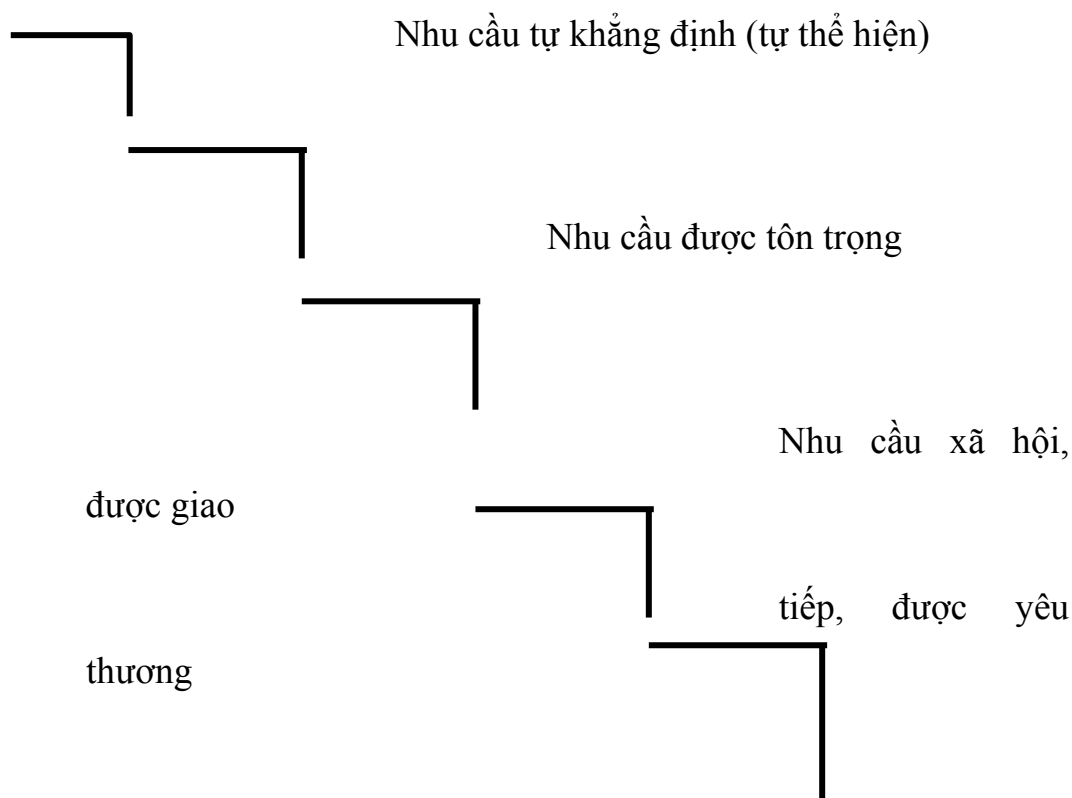 Nhu cầu tự khẳng định (tự thể hiện)
Nhu cầu được tôn trọng
Nhu cầu xã hội,
được giao
tiếp, được yêu
thương